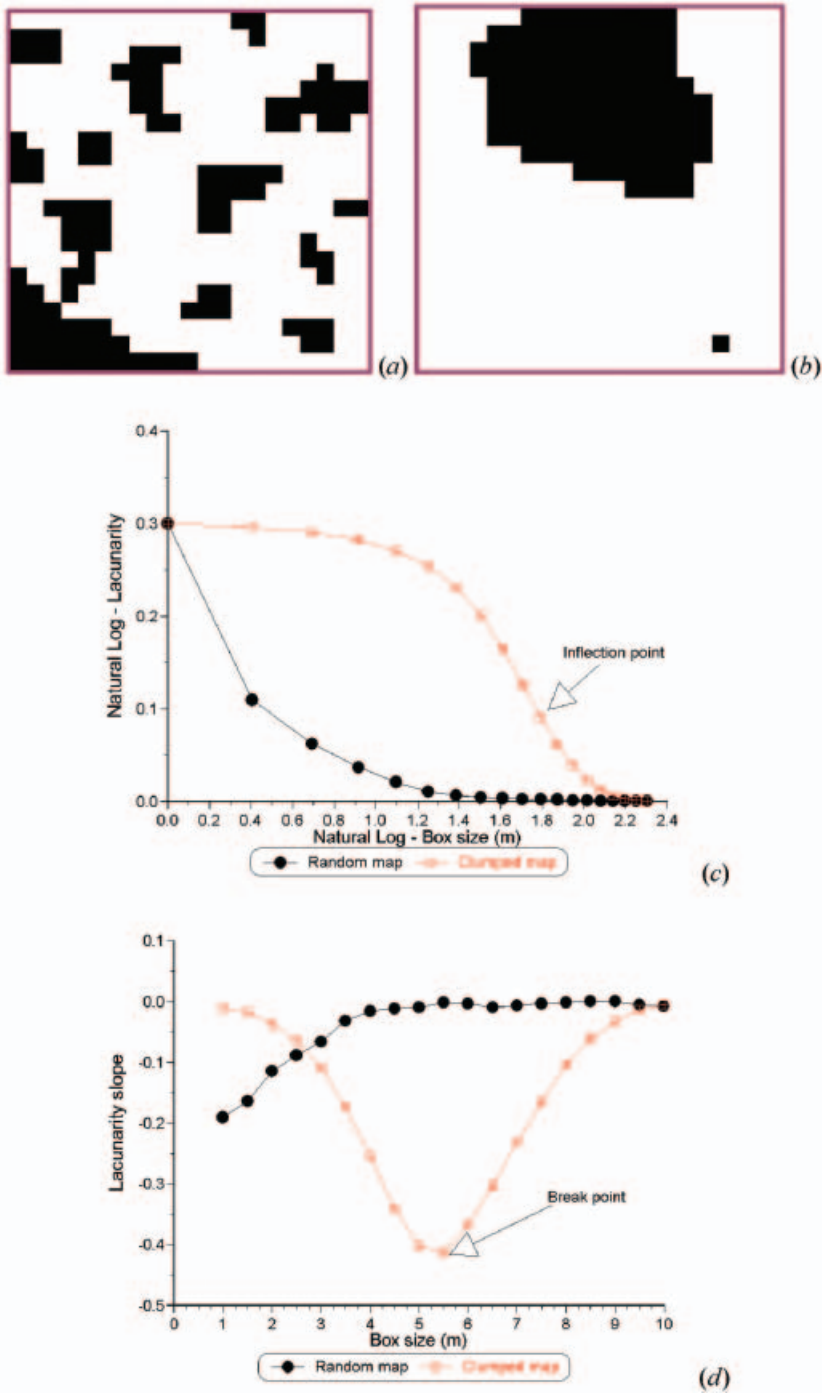 (a)
(b)
0.4
0.3
0.2
0.1
0.0
Natural Log - Lacunarity
Inflection point
0.0 0.2 0.4 0.6 0.8 1.0 1.2 1.4 1.6 1.8 2.0 2.2 2.4
Natural Log - Box size (m)
Random map Clumped map
(c)
0.1
0.0
-0.1
-0.2
-0.3
-0.4
-0.5
Lacunarity slope
Break point
0 1 2 3 4 5 6 7 8 9 10
Box size (m)
Random map Clumped map
(d)